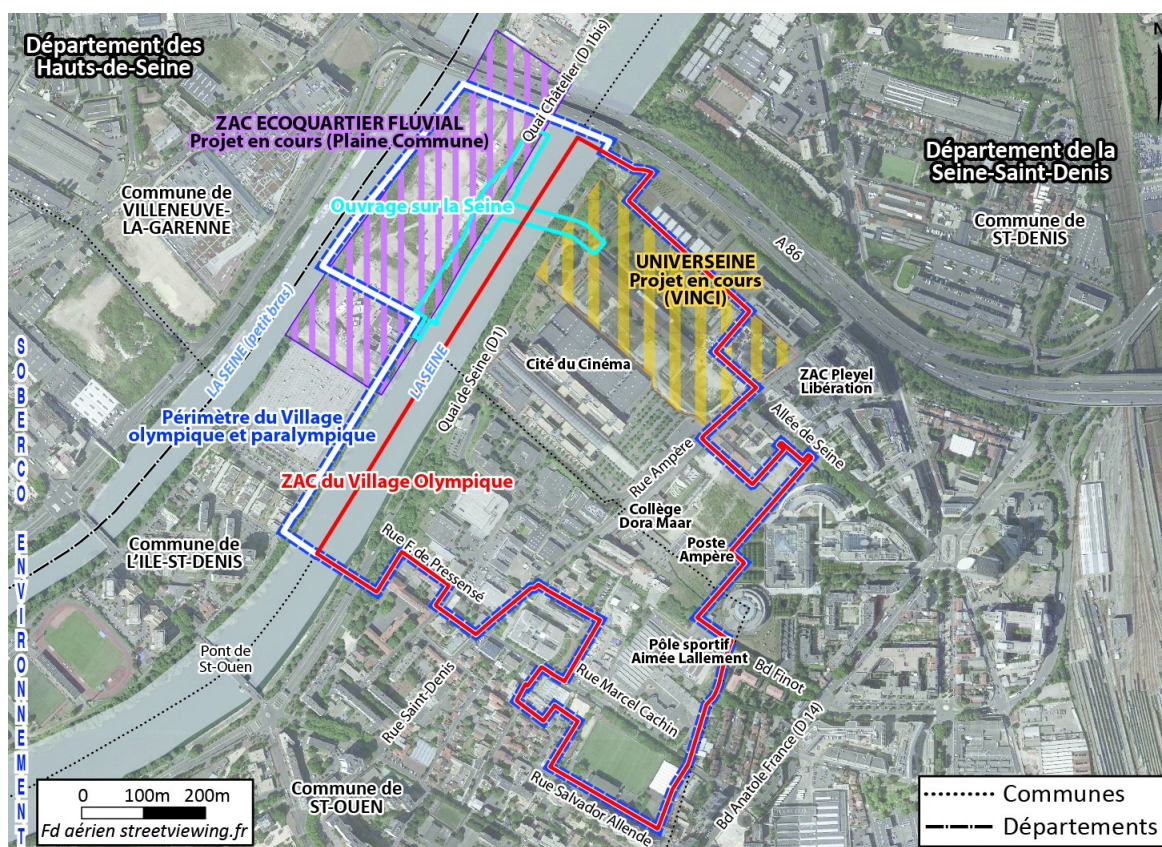 Département des
Hauts-de-Seine
N
Quai Châtelier (D 1bis)
ZAC ECOQUARTIER FLUVIAL
Projet en cours (Plaine Commune)
Département de la
Seine-Saint-Denis
Commune de
VILLENEUVE-
LA-GARENNE
Ouvrage sur la Seine
Commune de
ST-DENIS
A 86
UNIVERSEINE
Projet en cours
(VINCI)
LA SEINE (petit bras)
LA SEINE
Quai de Seine (D1)
Cité du Cinéma
ZAC Pleyel
Libération
Périmètre du Village
olympique et paralympique
Allée de Seine
Rue Ampère
ZAC du Village Olympique
Collège
Dora Maar
Poste
Ampère
Commune de
L'ILE-ST-DENIS
Rue F. de Pressensé
Pont de
St-Ouen
Pôle sportif
Aimée Lallement
Bd Finot
Rue Saint-Denis
Rue Marcel Cachin
Bd Anatole France (D 14)
Rue Salvador Allende
Commune de
ST-OUEN
SOBERCO ENVIRONNEMENT
0 100m 200m
Fd aérien streetviewing.fr
Communes
Départements